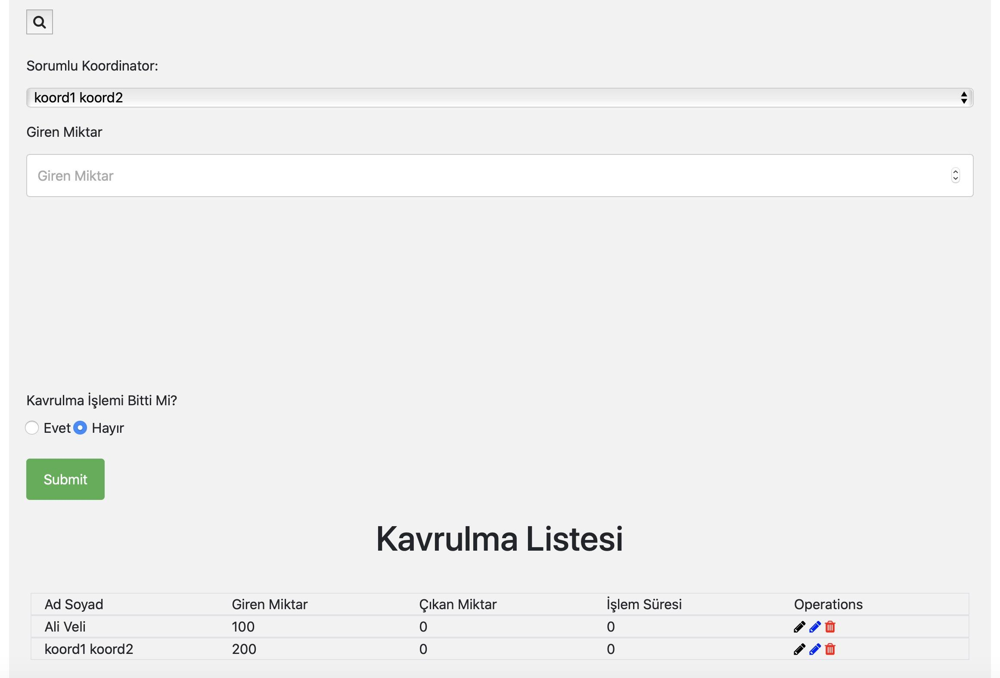 Sorumlu Koordinator:
koord1 koord2
Giren Miktar
Giren Miktar
Kavrulma İşlemi Bitti Mi?
Evet Hayır
Submit
Kavrulma Listesi
Ad Soyad Giren Miktar Çıkan Miktar İşlem Süresi Operations
Ali Veli 100 0 0
koord1 koord2 200 0 0